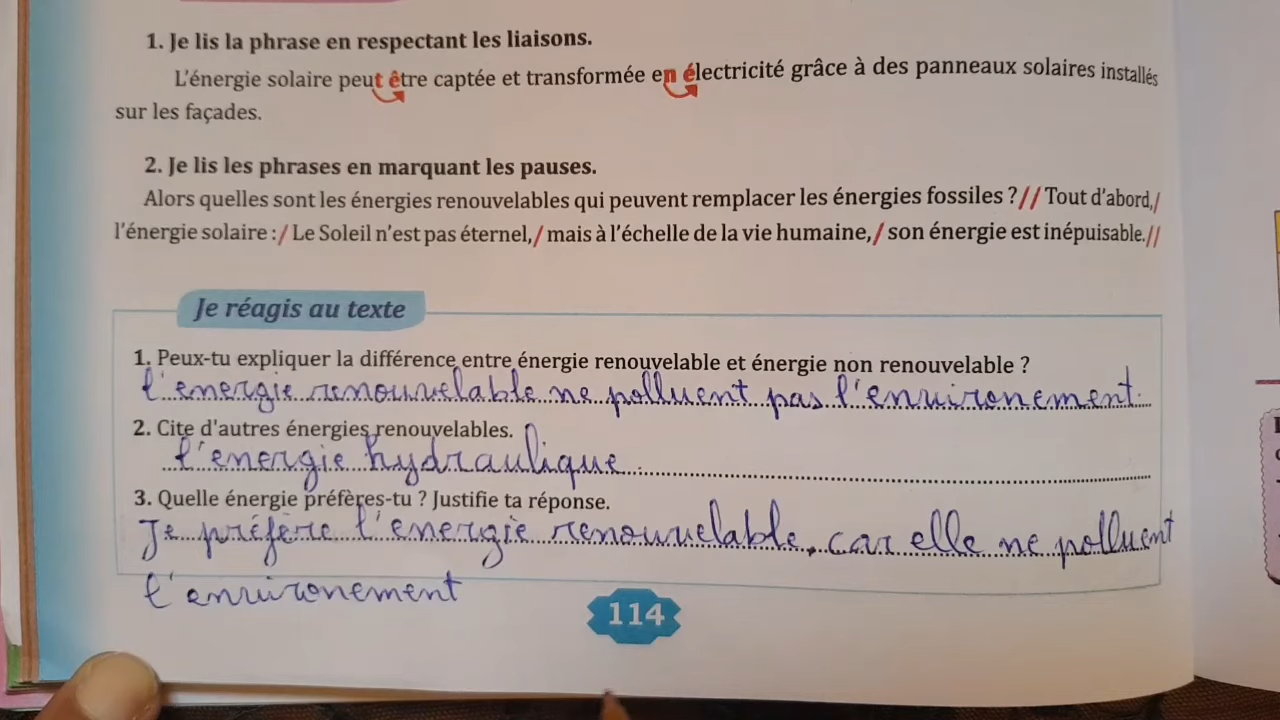 1. Je lis la phrase en respectant les liaisons.
L'énergie solaire peut être captée et transformée en électricité grâce à des panneaux solaires installés
sur les façades.
2. Je lis les phrases en marquant les pauses.
Alors quelles sont les énergies renouvelables qui peuvent remplacer les énergies fossiles ?// Tout d'abord,/
l'énergie solaire :/ Le Soleil n'est pas éternel,/ mais à l'échelle de la vie humaine,/ son énergie est inépuisable.//
Je réagis au texte
1. Peux-tu expliquer la différence entre énergie renouvelable et énergie non renouvelable ?
l'energie renouvelable ne polluent pas l'environement.
2. Cite d'autres énergies renouvelables.
l'energie hydraulique
3. Quelle énergie préfères-tu ? Justifie ta réponse.
Je préfère l'energie renouvelable, car elle ne polluent
l'environement
114